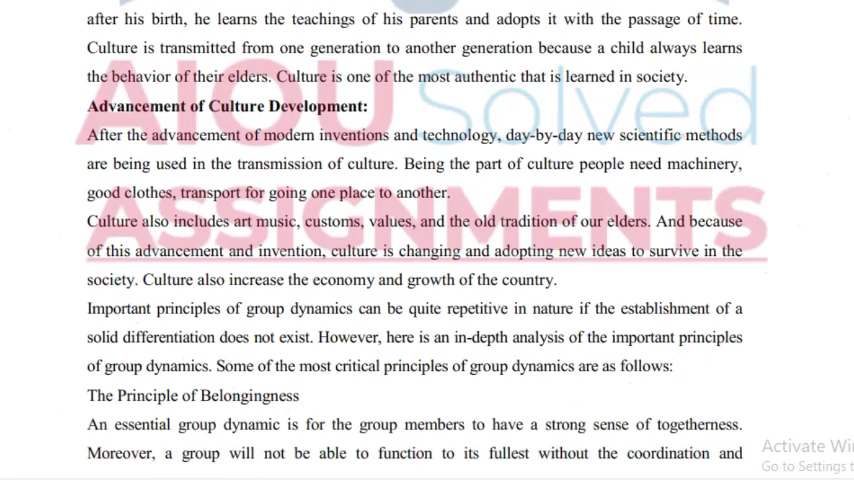 after his birth, he learns the teachings of his parents and adopts it with the passage of time.
Culture is transmitted from one generation to another generation because a child always learns
the behavior of their elders. Culture is one of the most authentic that is learned in society.
Advancement of Culture Development:
After the advancement of modern inventions and technology, day-by-day new scientific methods
are being used in the transmission of culture. Being the part of culture people need machinery,
good clothes, transport for going one place to another.
Culture also includes art music, customs, values, and the old tradition of our elders. And because
of this advancement and invention, culture is changing and adopting new ideas to survive in the
society. Culture also increase the economy and growth of the country.
Important principles of group dynamics can be quite repetitive in nature if the establishment of a
solid differentiation does not exist. However, here is an in-depth analysis of the important principles
of group dynamics. Some of the most critical principles of group dynamics are as follows:
The Principle of Belongingness
An essential group dynamic is for the group members to have a strong sense of togetherness.
Moreover, a group will not be able to function to its fullest without the coordination and
AIOU Solved
ASSIGNMENTS
Activate Win
Go to Settings t